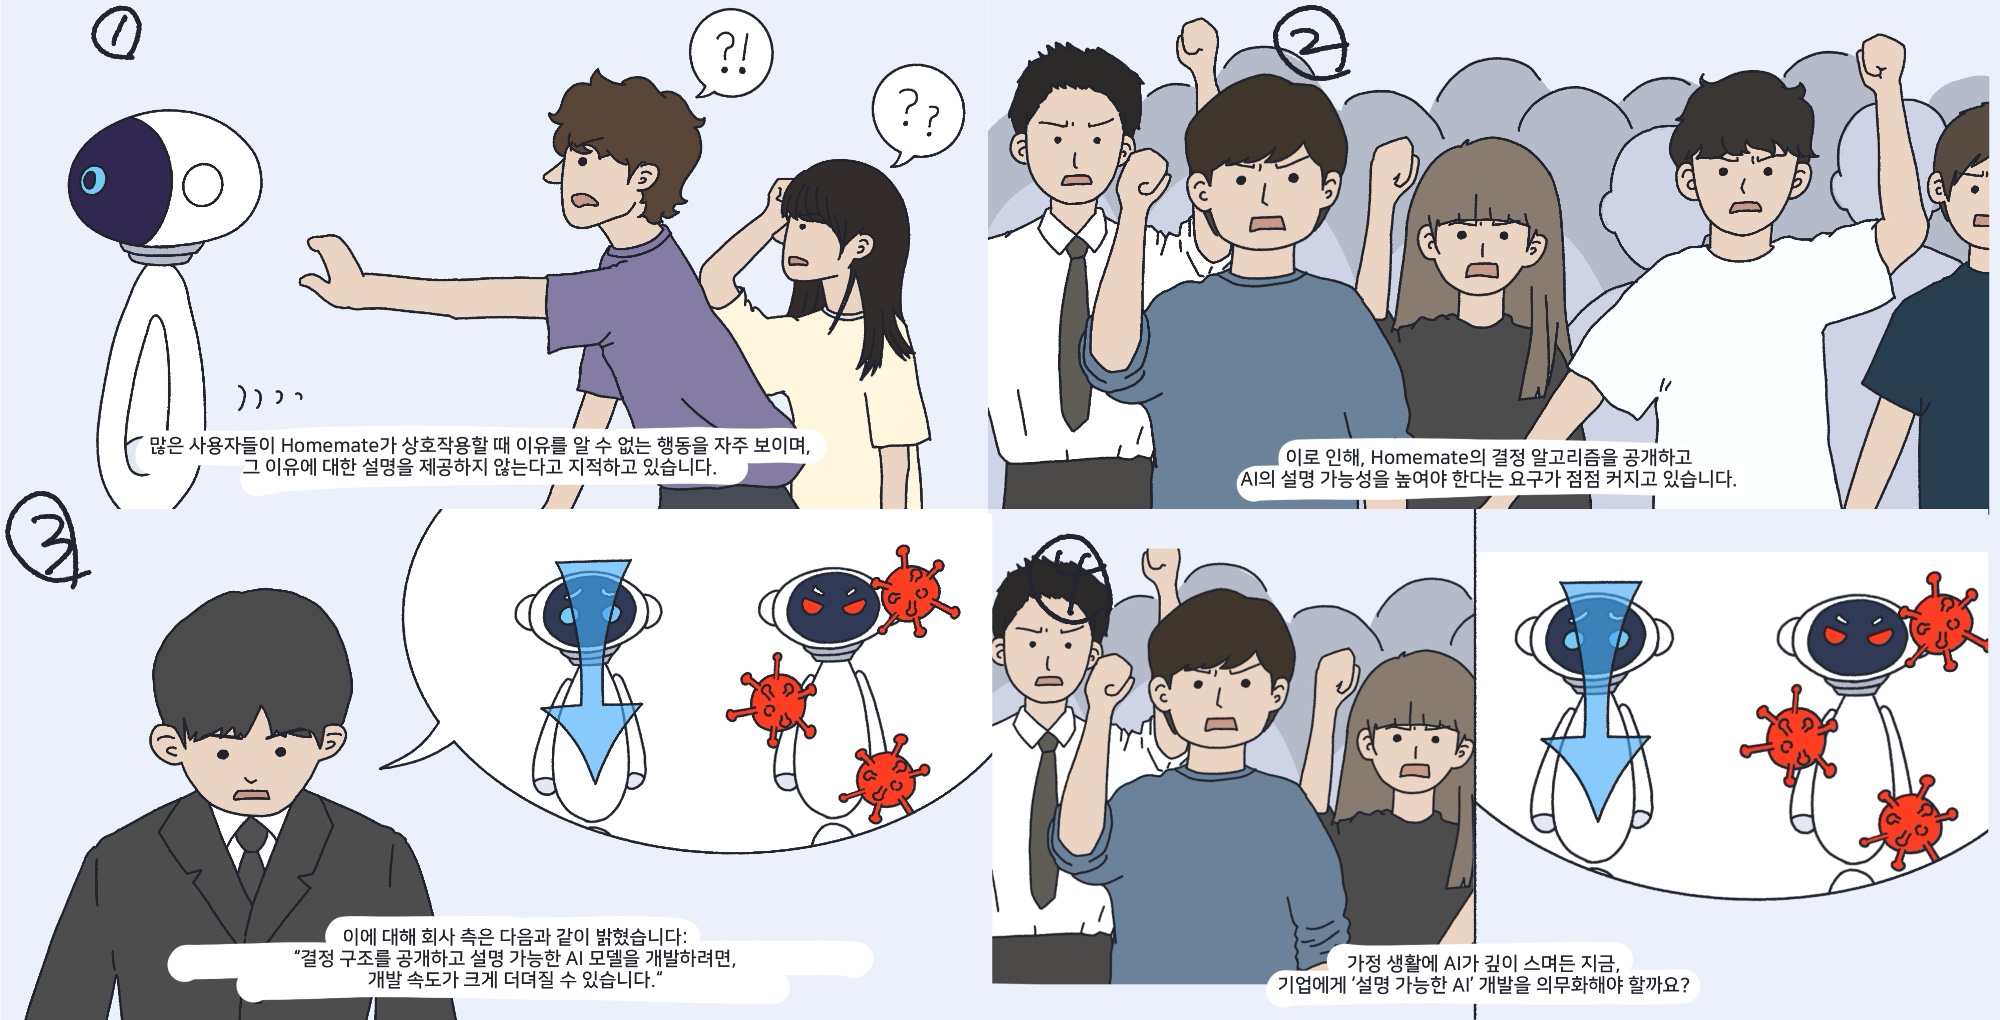 1
?!
??
많은 사용자들이 Homemate가 상호작용할 때 이유를 알 수 없는 행동을 자주 보이며,
그 이유에 대한 설명을 제공하지 않는다고 지적하고 있습니다.
2
이로 인해, Homemate의 결정 알고리즘을 공개하고
AI의 설명 가능성을 높여야 한다는 요구가 점점 커지고 있습니다.
3
이에 대해 회사 측은 다음과 같이 밝혔습니다:
“결정 구조를 공개하고 설명 가능한 AI 모델을 개발하려면,
개발 속도가 크게 더뎌질 수 있습니다.”
4
가정 생활에 AI가 깊이 스며든 지금,
기업에게 ‘설명 가능한 AI’ 개발을 의무화해야 할까요?